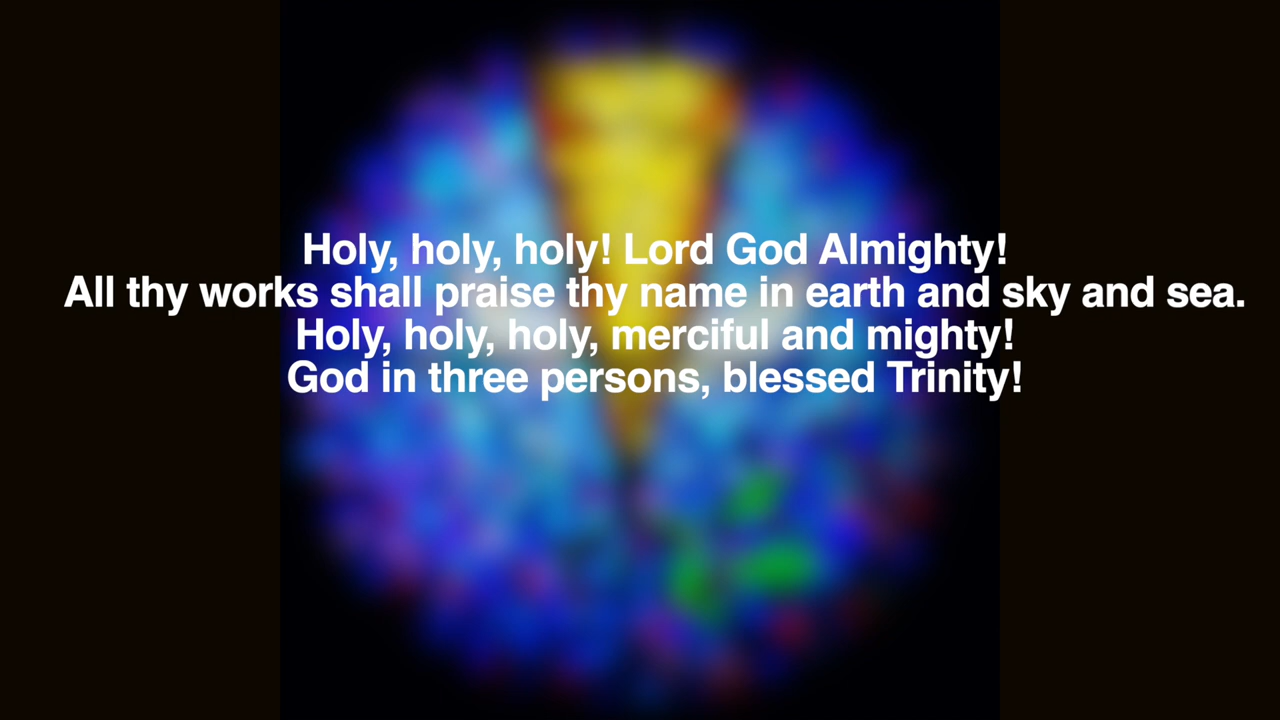 Holy, holy, holy! Lord God Almighty!
All thy works shall praise thy name in earth and sky and sea.
Holy, holy, holy, merciful and mighty!
God in three persons, blessed Trinity!